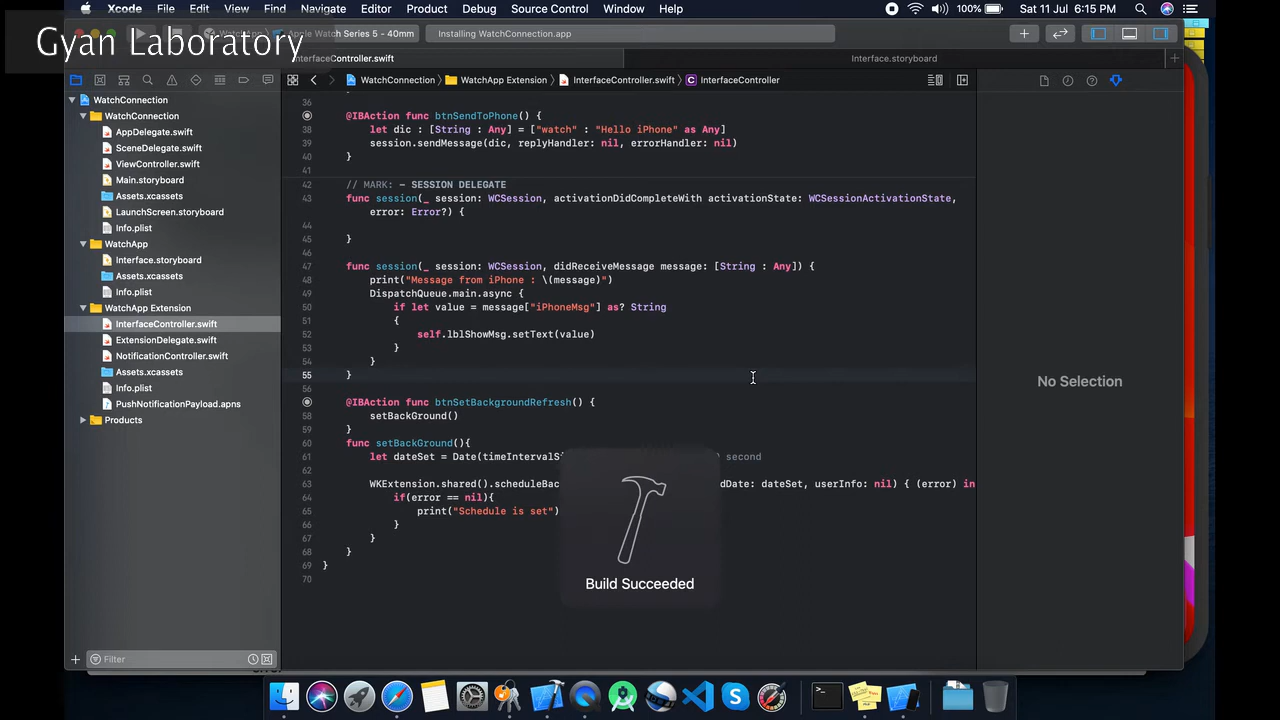 Xcode File Edit View Find Navigate Editor Product Debug Source Control Window Help 100% Sat 11 Jul 6:15 PM
Gyan Laboratory
Watch Series 5 - 40mm
Installing WatchConnection.app
InterfaceController.swift
Interface.storyboard
WatchConnection WatchApp Extension InterfaceController.swift C InterfaceController
WatchConnection
WatchConnection
AppDelegate.swift
SceneDelegate.swift
ViewController.swift
Main.storyboard
Assets.xcassets
LaunchScreen.storyboard
Info.plist
WatchApp
Interface.storyboard
Assets.xcassets
Info.plist
WatchApp Extension
InterfaceController.swift
ExtensionDelegate.swift
NotificationController.swift
Assets.xcassets
Info.plist
PushNotificationPayload.apns
Products
Filter
36
@IBAction func btnSendToPhone() {
38 let dic : [String : Any] = ["watch" : "Hello iPhone" as Any]
39 session.sendMessage(dic, replyHandler: nil, errorHandler: nil)
40 }
41
42 // MARK: - SESSION DELEGATE
43 func session(_ session: WCSession, activationDidCompleteWith activationState: WCSessionActivationState,
error: Error?) {
44
45 }
46
47 func session(_ session: WCSession, didReceiveMessage message: [String : Any]) {
48 print("Message from iPhone : \(message)")
49 DispatchQueue.main.async {
50 if let value = message["iPhoneMsg"] as? String
51 {
52 self.lblShowMsg.setText(value)
53 }
54 }
55 }
56
@IBAction func btnSetBackgroundRefresh() {
58 setBackGround()
59 }
60 func setBackGround(){
61 let dateSet = Date(timeIntervalSi second
62
63 WKExtension.shared().scheduleBac dDate: dateSet, userInfo: nil) { (error) in
64 if(error == nil){
65 print("Schedule is set")
66 }
67 }
68 }
69 }
70
Build Succeeded
No Selection